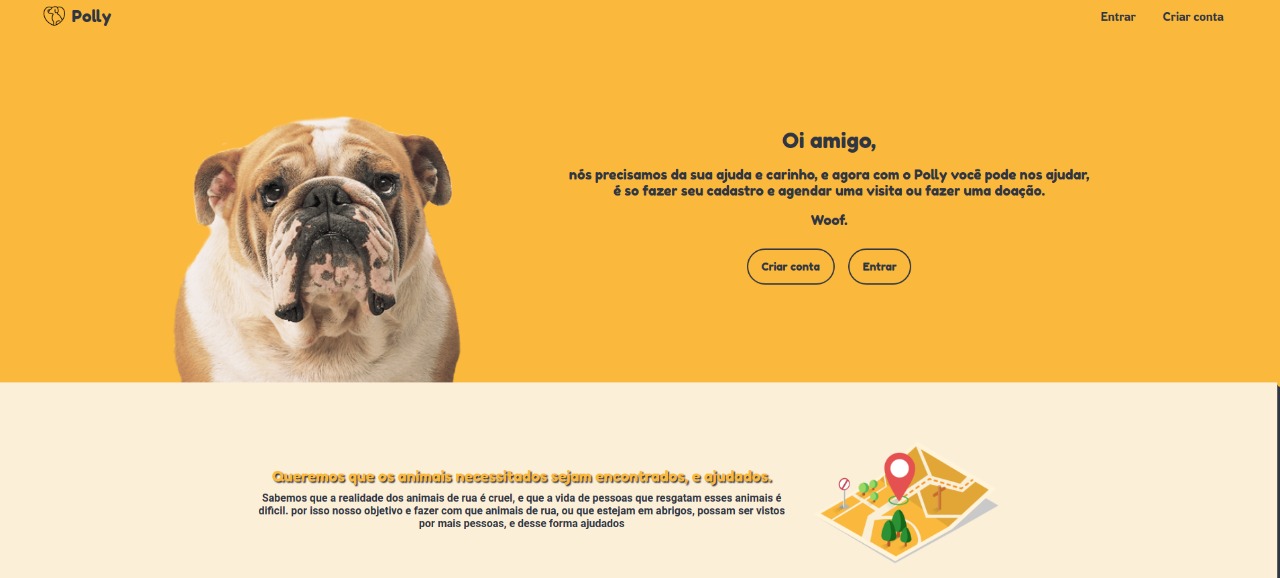 Polly
Entrar
Criar conta
Oi amigo,
nós precisamos da sua ajuda e carinho, e agora com o Polly você pode nos ajudar,
é so fazer seu cadastro e agendar uma visita ou fazer uma doação.
Woof.
Criar conta
Entrar
Queremos que os animais necessitados sejam encontrados, e ajudados.
Sabemos que a realidade dos animais de rua é cruel, e que a vida de pessoas que resgatam esses animais é
dificil. por isso nosso objetivo e fazer com que animais de rua, ou que estejam em abrigos, possam ser vistos
por mais pessoas, e desse forma ajudados